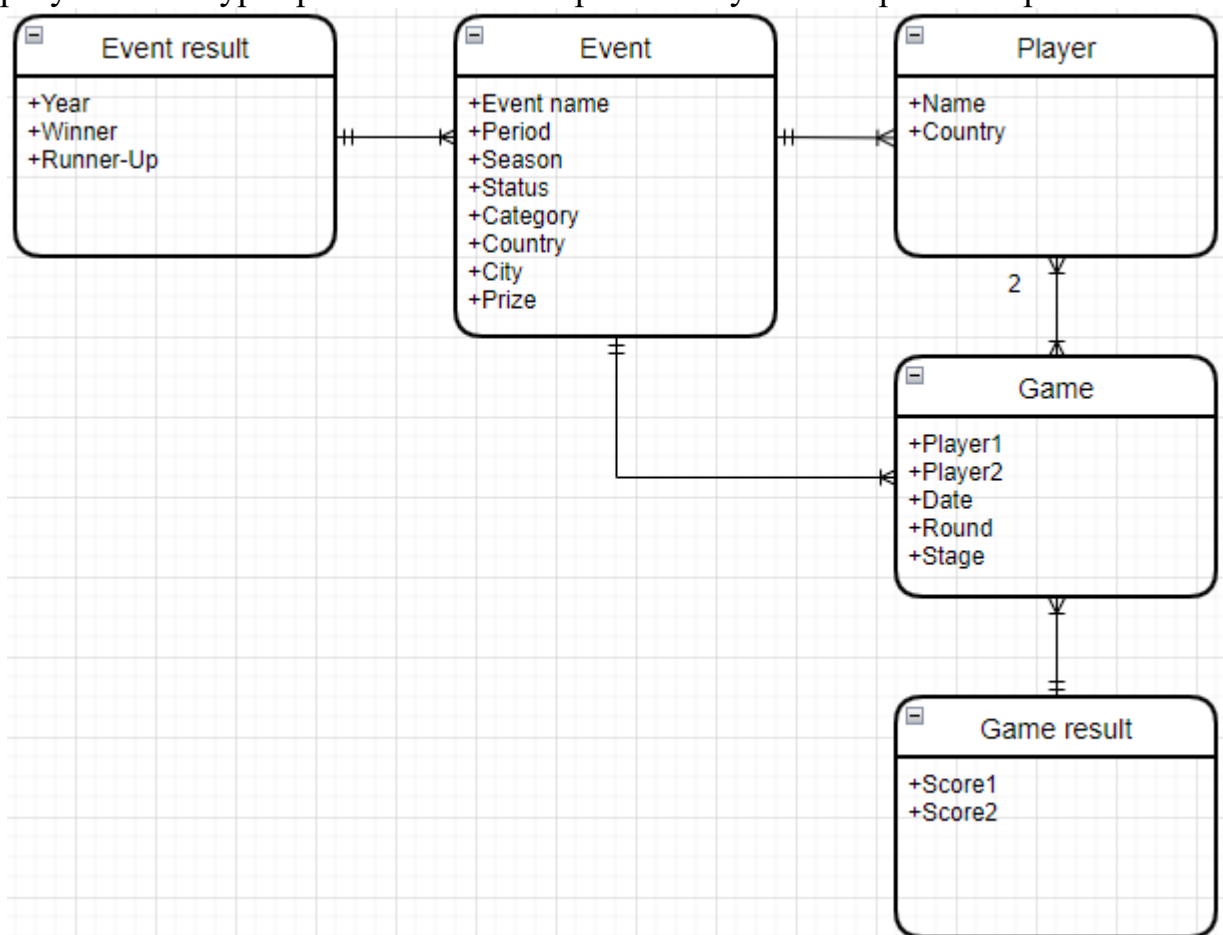 Event result
+Year
+Winner
+Runner-Up
Event
+Event name
+Period
+Season
+Status
+Category
+Country
+City
+Prize
Player
+Name
+Country
2
Game
+Player1
+Player2
+Date
+Round
+Stage
Game result
+Score1
+Score2